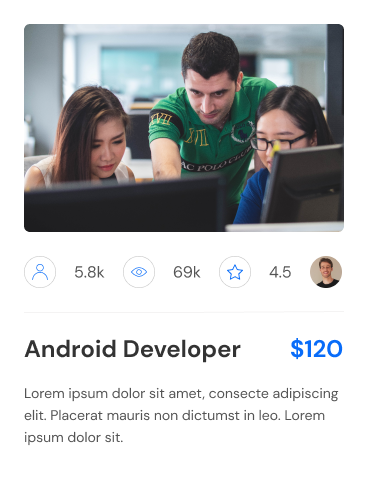 XVII
5.8k
69k
4.5
Android Developer
$120
Lorem ipsum dolor sit amet, consecte adipiscing
elit. Placerat mauris non dictumst in leo. Lorem
ipsum dolor sit.